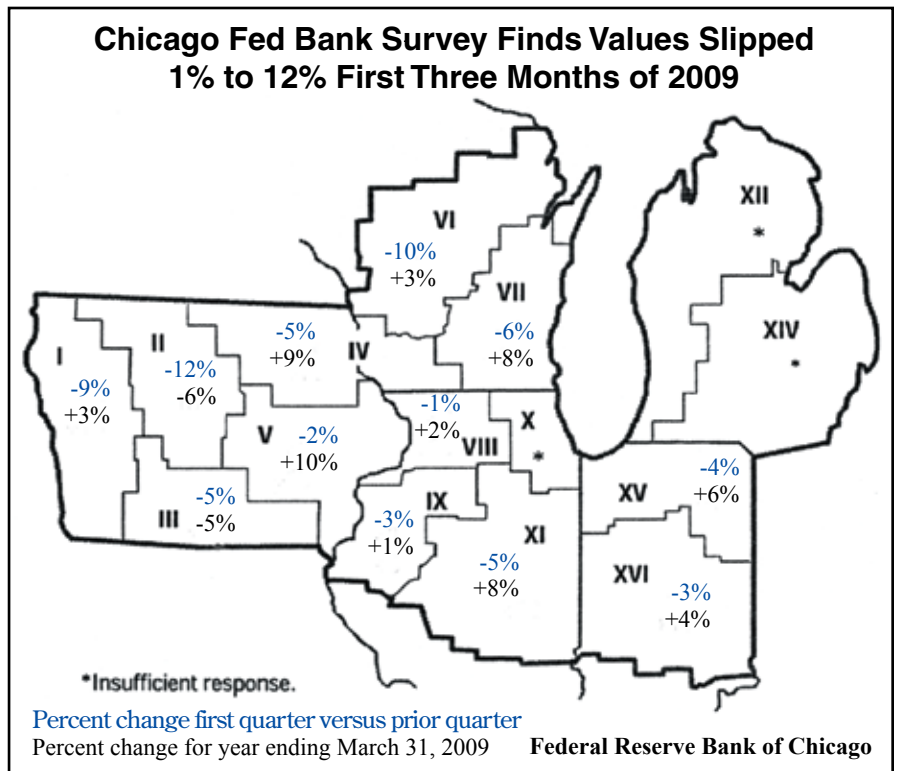 Chicago Fed Bank Survey Finds Values Slipped
1% to 12% First Three Months of 2009
XII
*
VI
-10%
+3%
VII
-6%
+8%
XIV
*
I
-9%
+3%
II
-12%
-6%
-5%
+9%
IV
V
-2%
+10%
-1%
+2%
VIII
X
*
III
-5%
-5%
IX
-3%
+1%
XI
-5%
+8%
XV
-4%
+6%
XVI
-3%
+4%
*Insufficient response.
Percent change first quarter versus prior quarter
Percent change for year ending March 31, 2009 Federal Reserve Bank of Chicago